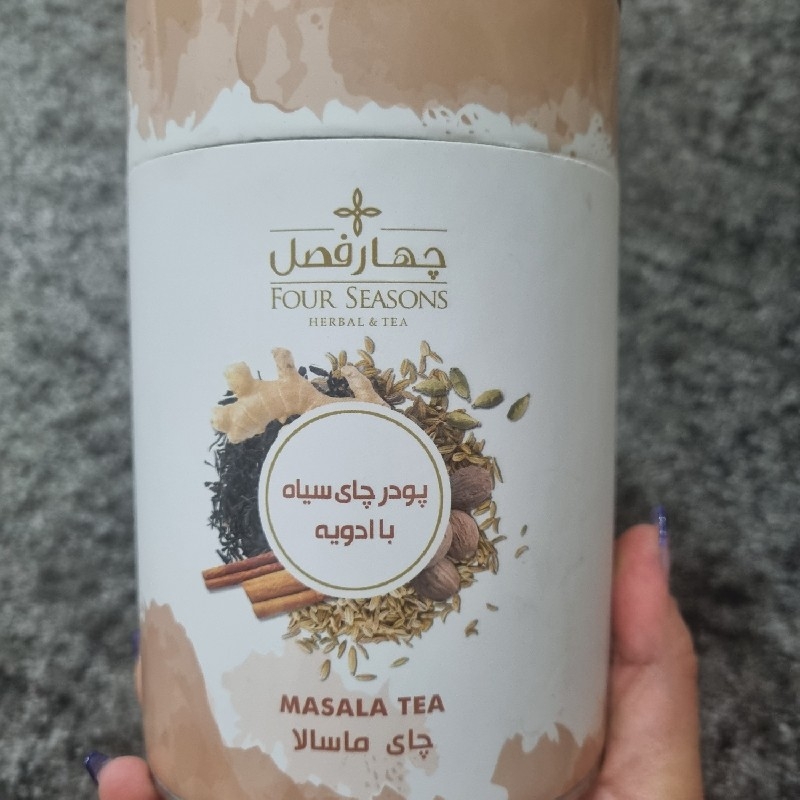 چهارفصل
FOUR SEASONS
HERBAL & TEA
پودر چای سیاه
با ادویه
MASALA TEA
چای ماسالا